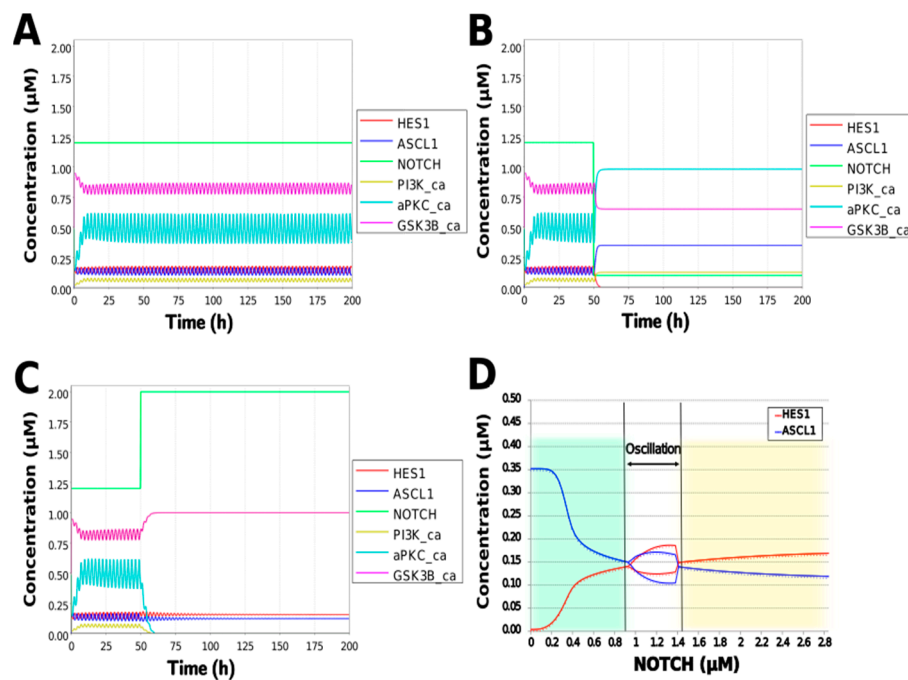 A
Concentration (µM)
2.00
1.75
1.50
1.25
1.00
0.75
0.50
0.25
0.00
0 25 50 75 100 125 150 175 200
Time (h)
HES1
ASCL1
NOTCH
PI3K_ca
aPKC_ca
GSK3B_ca
B
Concentration (µM)
2.00
1.75
1.50
1.25
1.00
0.75
0.50
0.25
0.00
0 25 50 75 100 125 150 175 200
Time (h)
HES1
ASCL1
NOTCH
PI3K_ca
aPKC_ca
GSK3B_ca
C
Concentration (µM)
2.00
1.75
1.50
1.25
1.00
0.75
0.50
0.25
0.00
0 25 50 75 100 125 150 175 200
Time (h)
HES1
ASCL1
NOTCH
PI3K_ca
aPKC_ca
GSK3B_ca
D
Concentration (µM)
0.50
0.45
0.40
0.35
0.30
0.25
0.20
0.15
0.10
0.05
0.00
0 0.2 0.4 0.6 0.8 1 1.2 1.4 1.6 1.8 2 2.2 2.4 2.6 2.8
NOTCH (µM)
Oscillation
HES1
ASCL1